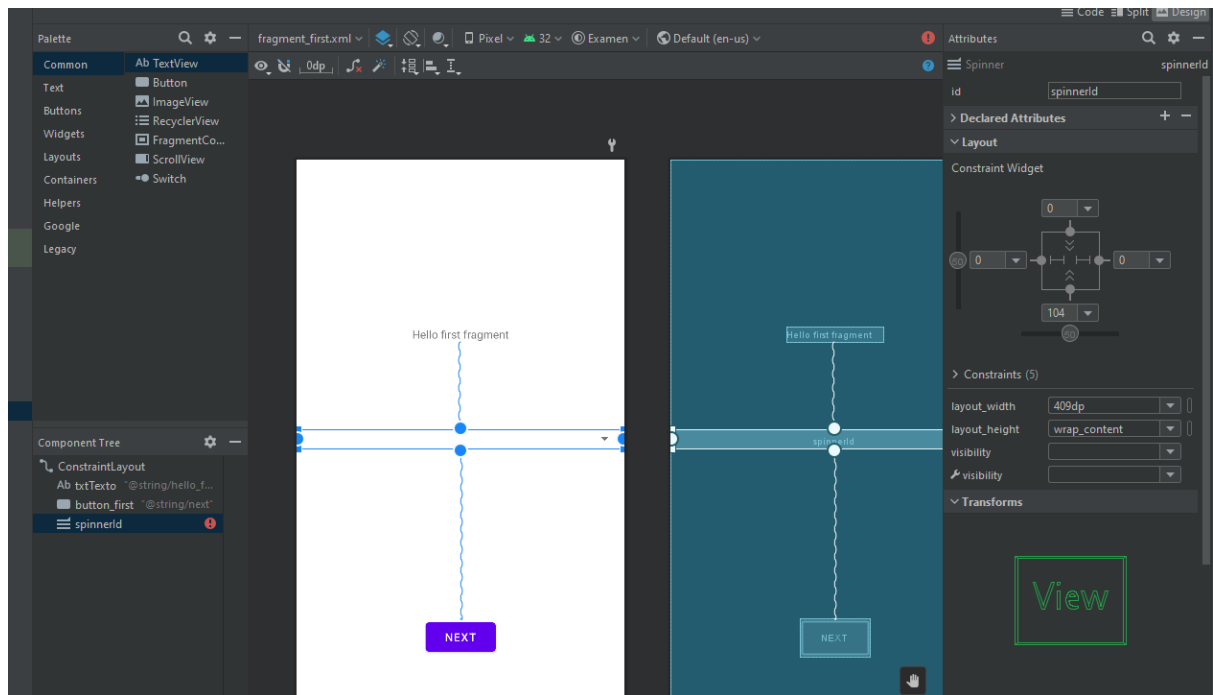 Code Split Design
Palette
fragment_first.xml Pixel 32 Examen Default (en-us)
Attributes
Common
Text
Buttons
Widgets
Layouts
Containers
Helpers
Google
Legacy
Ab TextView
Button
ImageView
RecyclerView
FragmentCo...
ScrollView
Switch
0dp
Hello first fragment
NEXT
Hello first fragment
spinnerId
NEXT
Component Tree
ConstraintLayout
Ab txtTexto "@string/hello_f...
button_first "@string/next"
spinnerId
Spinner spinnerId
id spinnerId
Declared Attributes
Layout
Constraint Widget
0
50 0 0
104
50
Constraints (5)
layout_width 409dp
layout_height wrap_content
visibility
visibility
Transforms
View